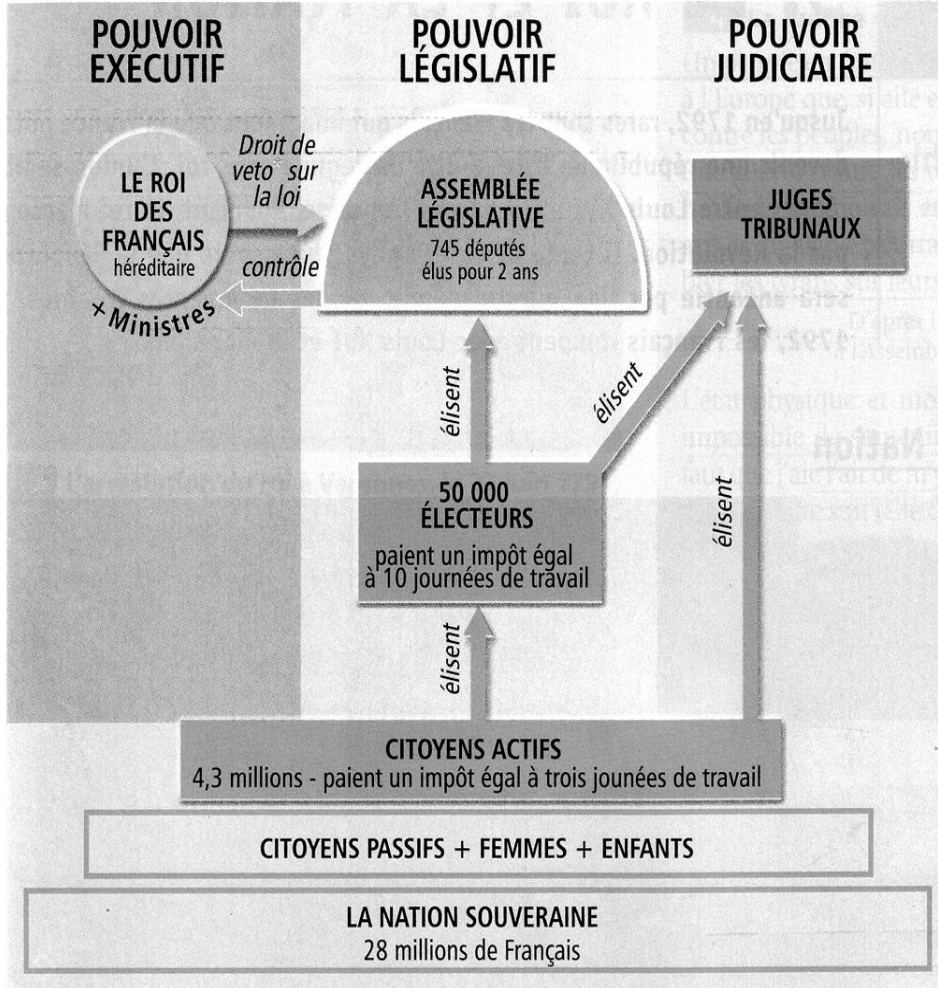 POUVOIR
EXÉCUTIF
POUVOIR
LÉGISLATIF
POUVOIR
JUDICIAIRE
LE ROI
DES
FRANÇAIS
héréditaire
+ Ministres
Droit de
veto* sur
la loi
contrôle
ASSEMBLÉE
LÉGISLATIVE
745 députés
élus pour 2 ans
JUGES
TRIBUNAUX
élisent
élisent
élisent
50 000
ÉLECTEURS
paient un impôt égal
à 10 journées de travail
élisent
CITOYENS ACTIFS
4,3 millions - paient un impôt égal à trois jounées de travail
CITOYENS PASSIFS + FEMMES + ENFANTS
LA NATION SOUVERAINE
28 millions de Français